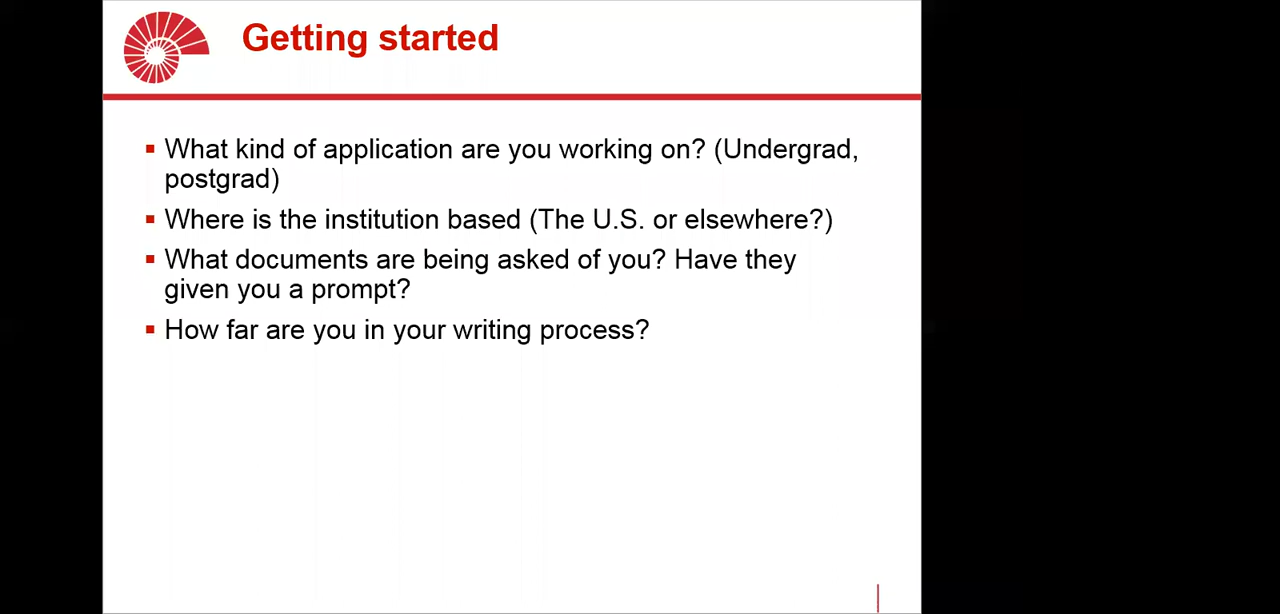 Getting started
What kind of application are you working on? (Undergrad,
postgrad)
Where is the institution based (The U.S. or elsewhere?)
What documents are being asked of you? Have they
given you a prompt?
How far are you in your writing process?